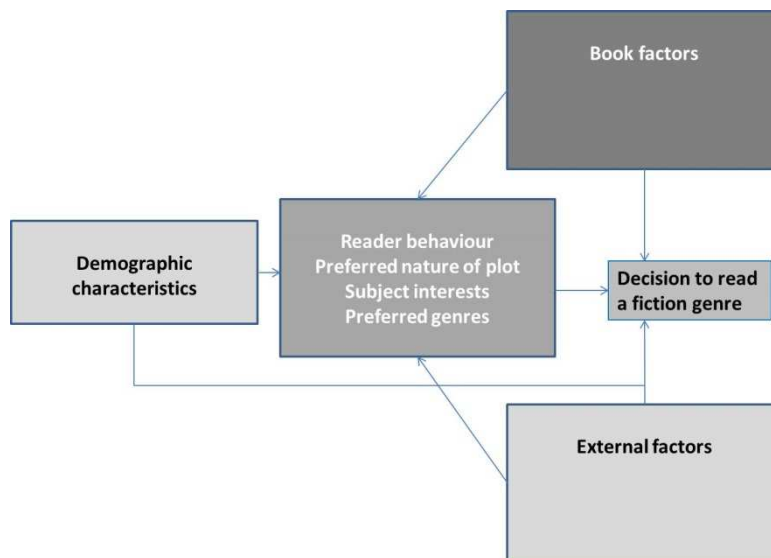 Book factors
Demographic
characteristics
Reader behaviour
Preferred nature of plot
Subject interests
Preferred genres
Decision to read
a fiction genre
External factors